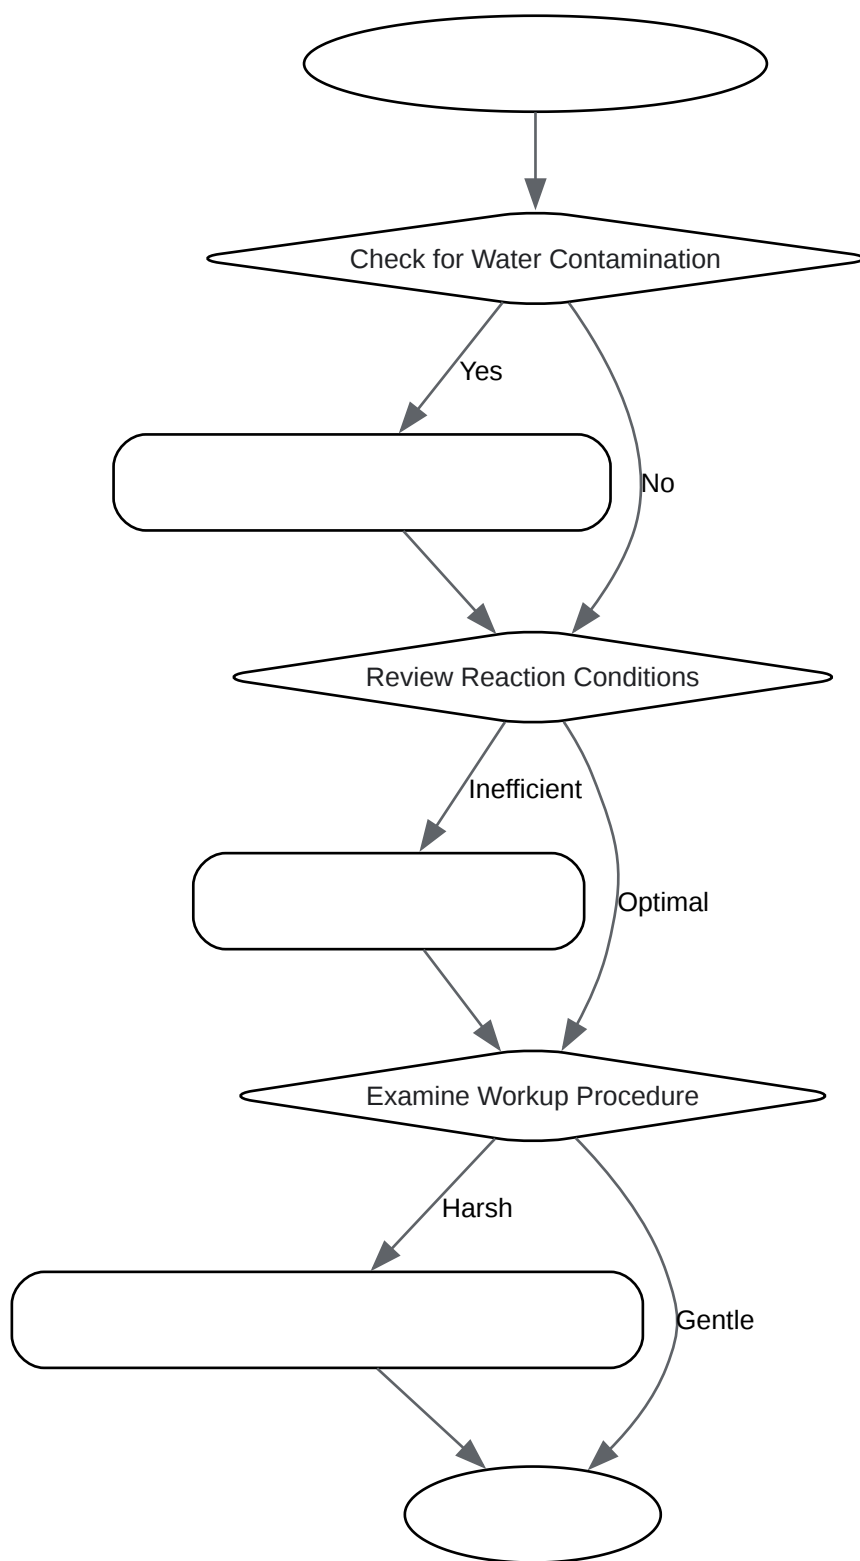 Check for Water Contamination
Yes
No
Review Reaction Conditions
Inefficient
Optimal
Examine Workup Procedure
Harsh
Gentle